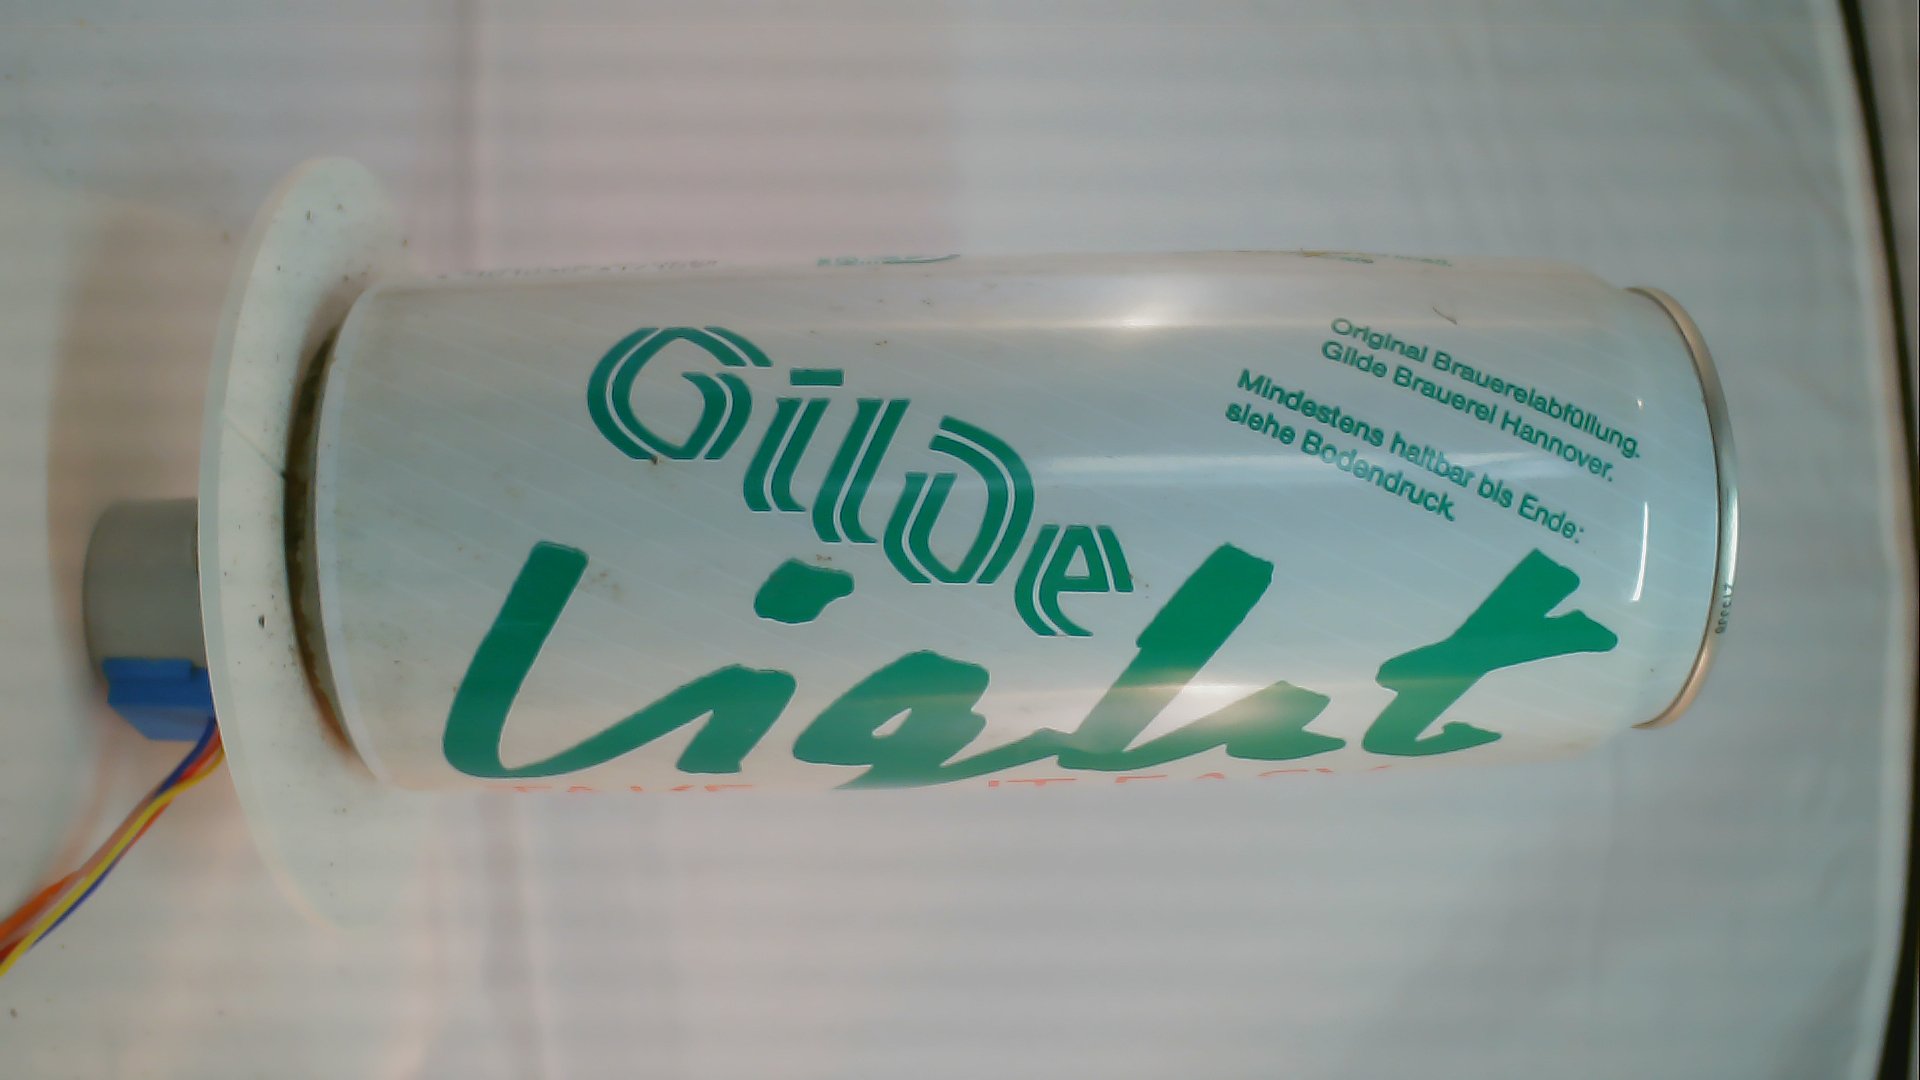 Gilde
Light
Original Brauereiabfüllung.
Gilde Brauerei Hannover.
Mindestens haltbar bis Ende:
siehe Bodendruck.